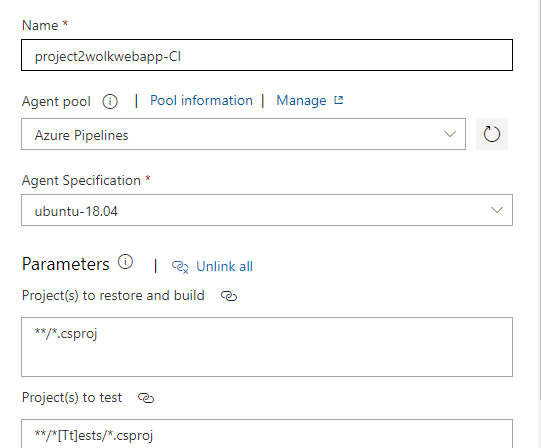 Name *
project2wolkwebapp-CI
Agent pool | Pool information | Manage
Azure Pipelines
Agent Specification *
ubuntu-18.04
Parameters | Unlink all
Project(s) to restore and build
**/*.csproj
Project(s) to test
**/*[Tt]ests/*.csproj